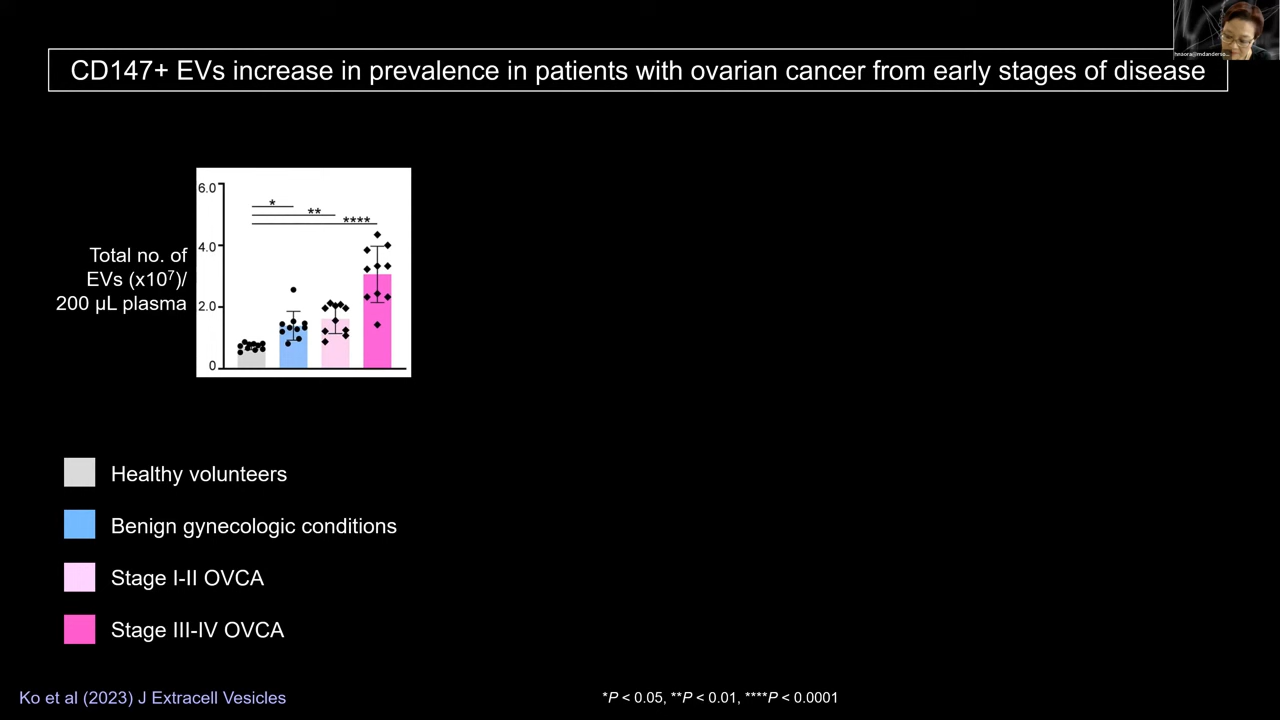 hnaora@mdanderso...
CD147+ EVs increase in prevalence in patients with ovarian cancer from early stages of disease
Total no. of
EVs (x10⁷)/
200 µL plasma
6.0
4.0
2.0
0
*
**
****
Healthy volunteers
Benign gynecologic conditions
Stage I-II OVCA
Stage III-IV OVCA
Ko et al (2023) J Extracell Vesicles
*P < 0.05, **P < 0.01, ****P < 0.0001